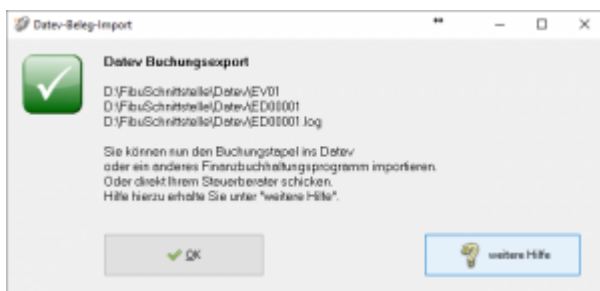 Datev-Beleg-Import
Datev Buchungsexport
D:\FibuSchnittstelle\Datev\EV01
D:\FibuSchnittstelle\Datev\ED00001
D:\FibuSchnittstelle\Datev\ED00001.log
Sie können nun den Buchungstapel ins Datev
oder ein anderes Finanzbuchhaltungsprogramm importieren.
Oder direkt Ihrem Steuerberater schicken.
Hilfe hierzu erhalte Sie unter "weitere Hilfe".
OK
weitere Hilfe